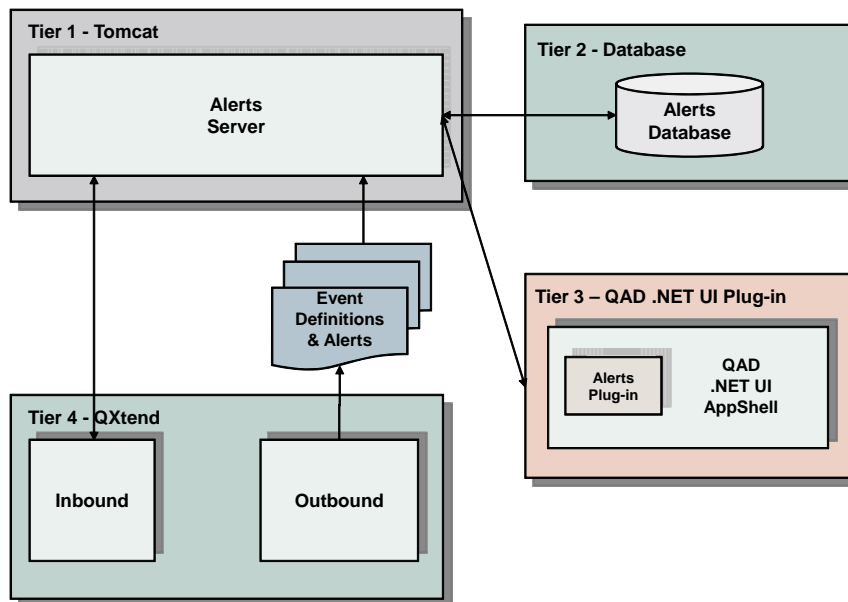 Tier 1 - Tomcat
Alerts
Server
Tier 2 - Database
Alerts
Database
Event
Definitions
& Alerts
Tier 3 – QAD .NET UI Plug-in
Alerts
Plug-in
QAD
.NET UI
AppShell
Tier 4 - QXtend
Inbound
Outbound